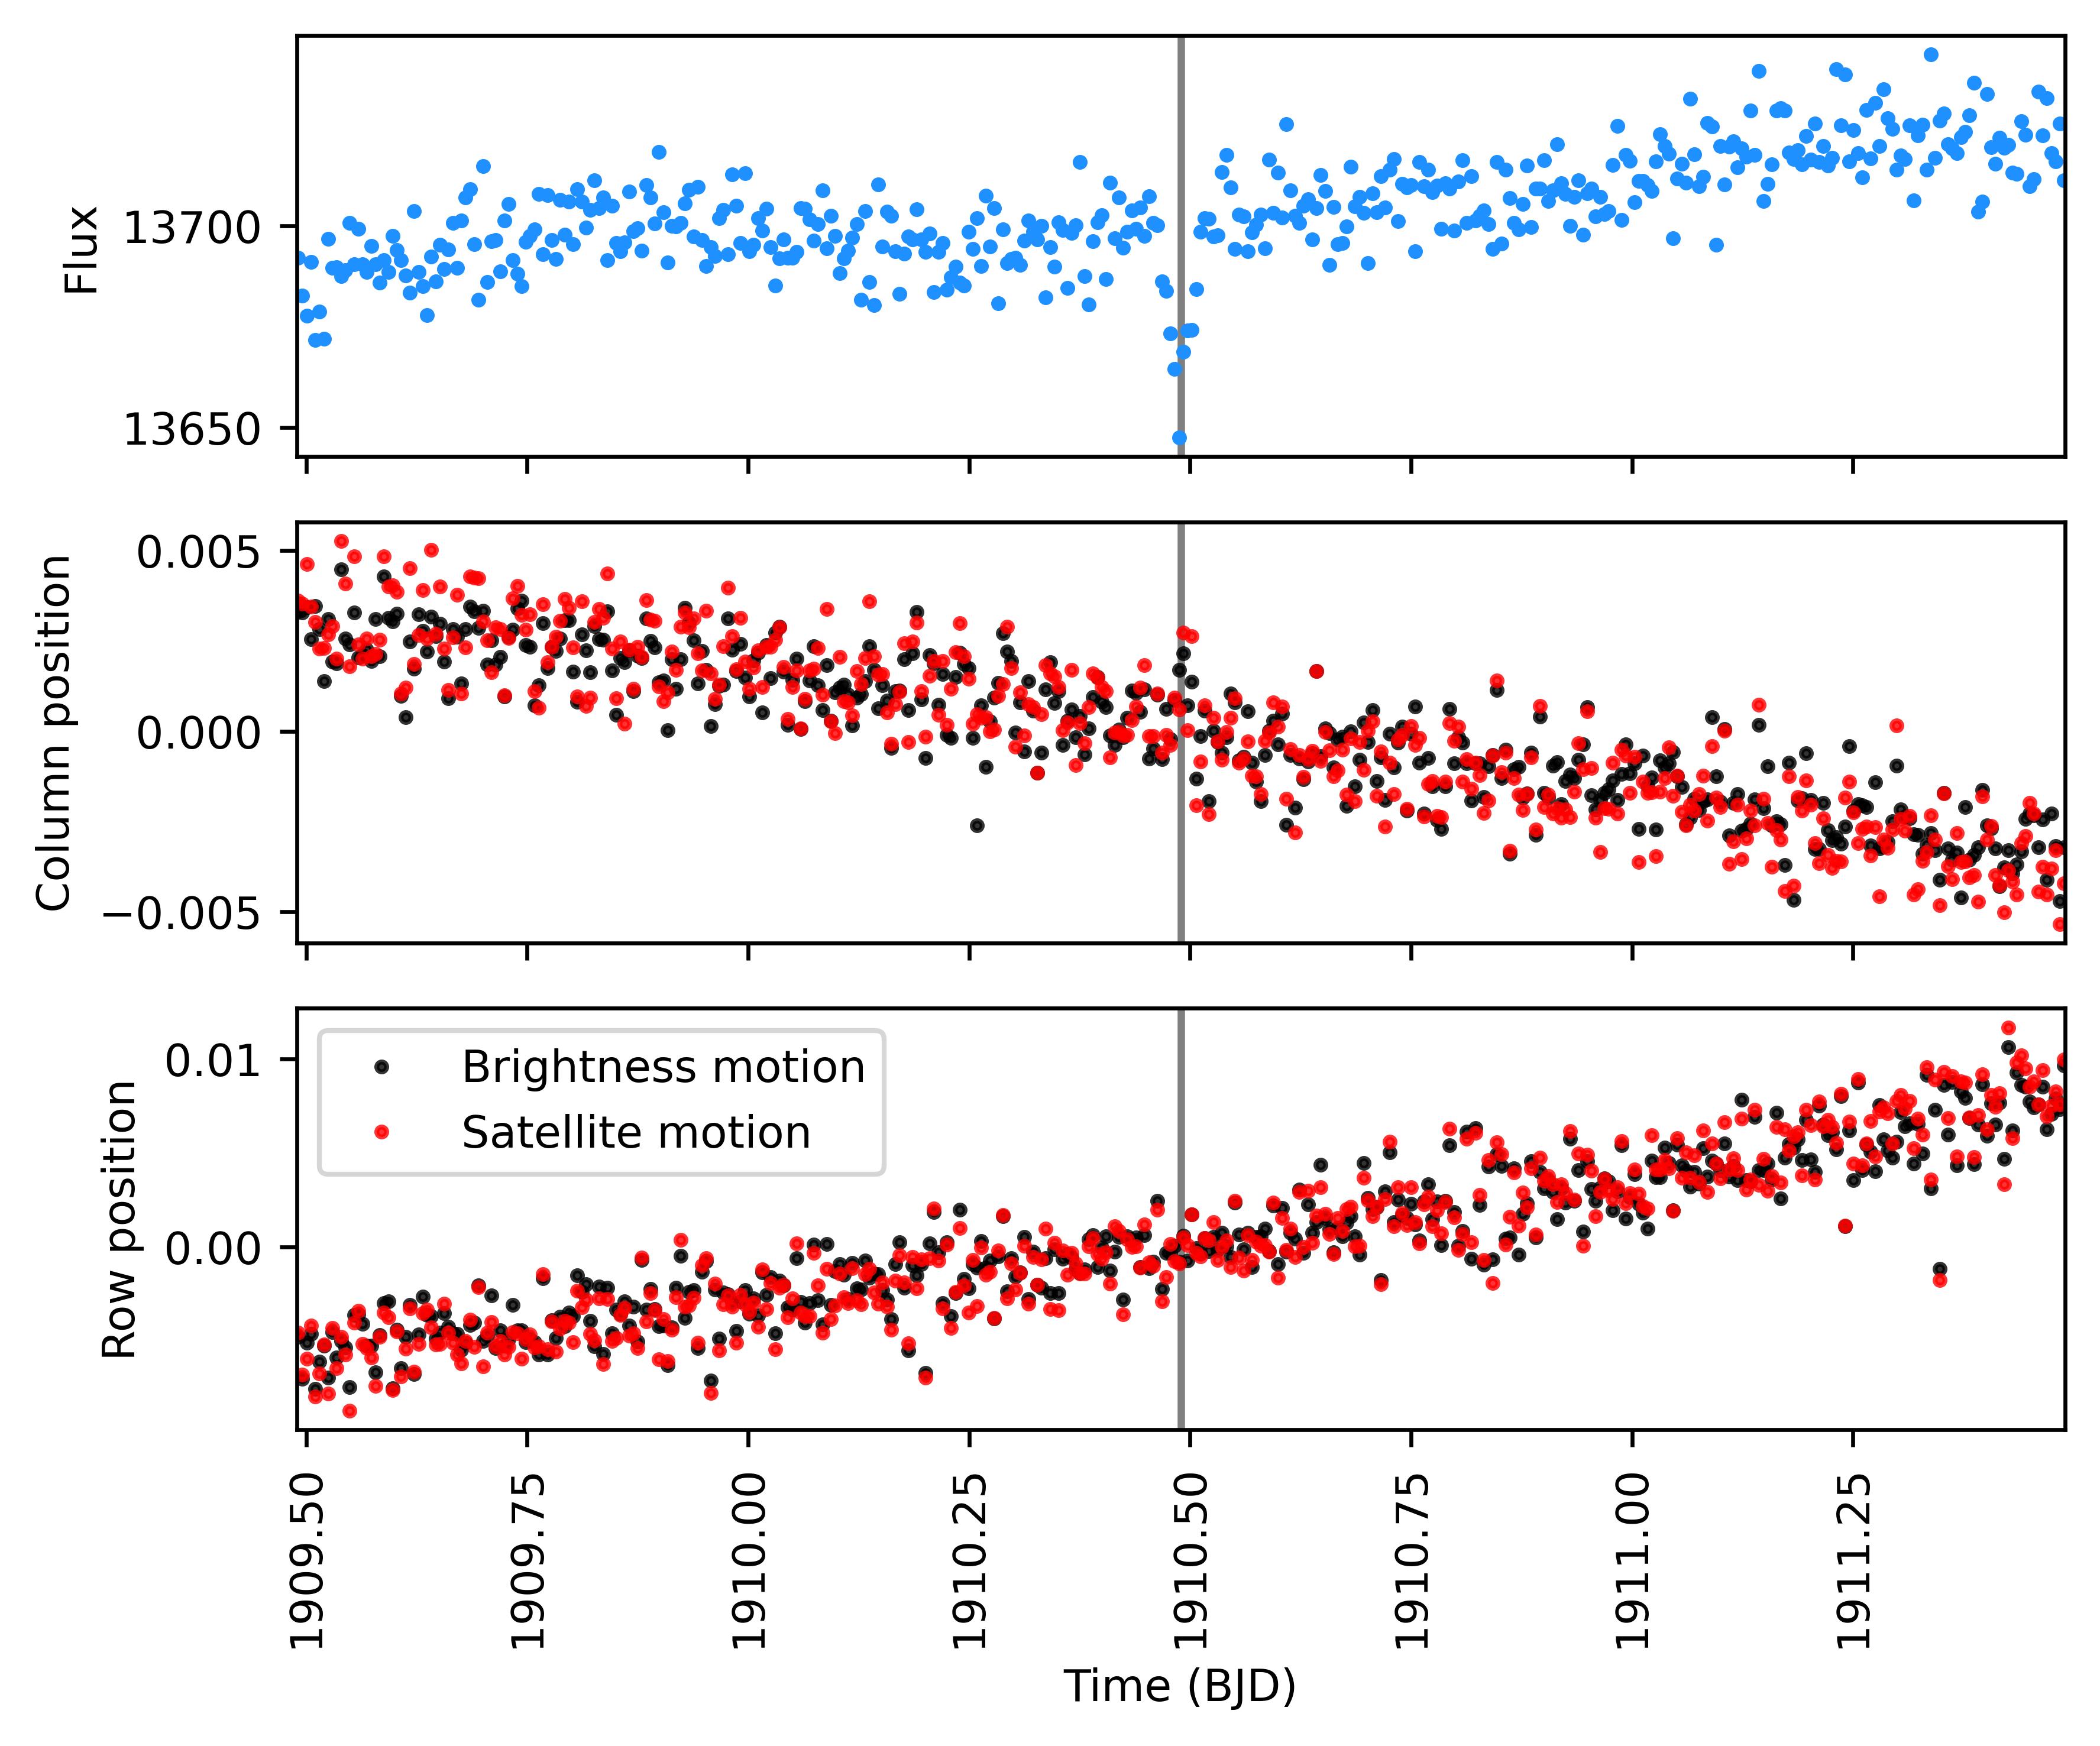 Flux
13700
13650
Column position
0.005
0.000
−0.005
Row position
0.01
0.00
Brightness motion
Satellite motion
1909.50
1909.75
1910.00
1910.25
1910.50
1910.75
1911.00
1911.25
Time (BJD)